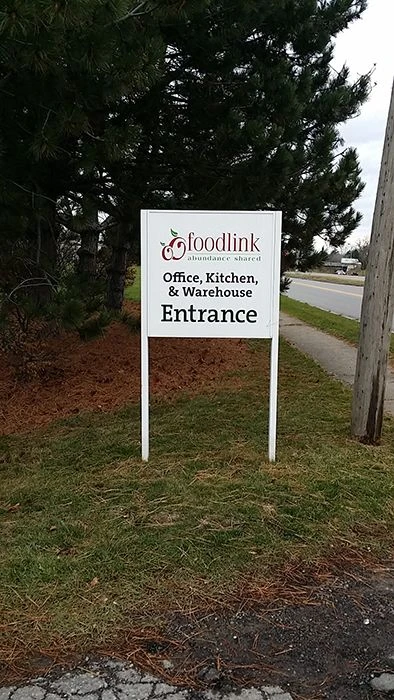 foodlink
abundance shared
Office, Kitchen,
& Warehouse
Entrance